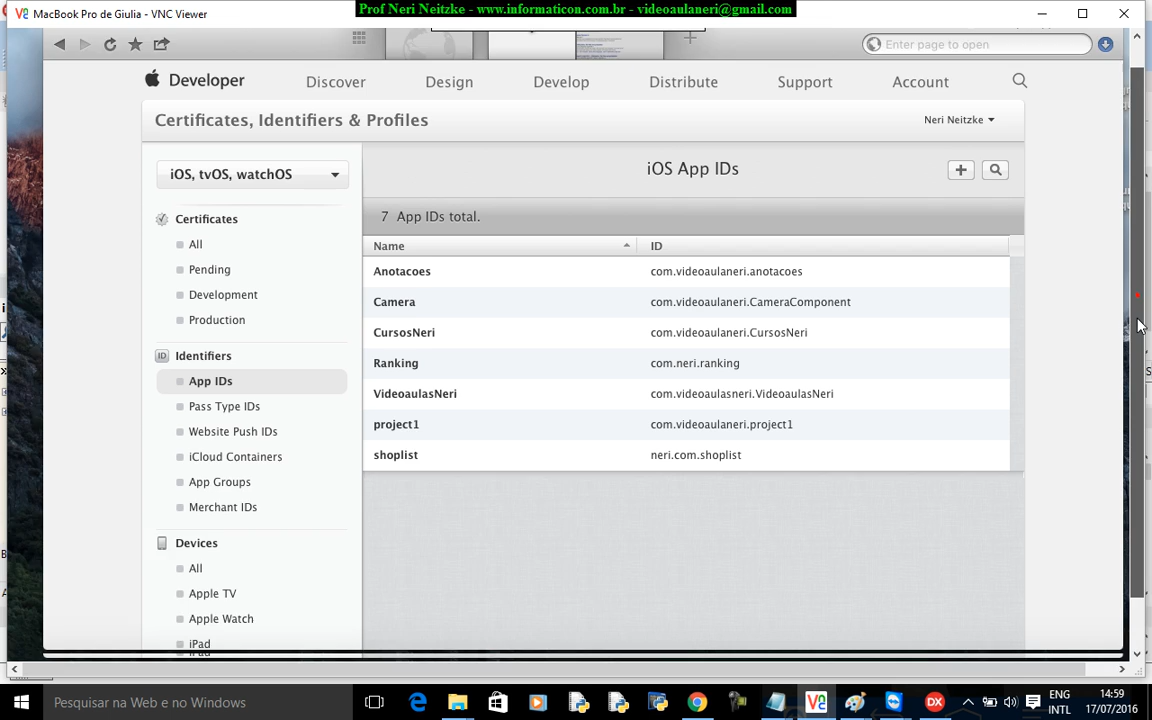 Prof Neri Neitzke - www.informaticon.com.br - videoaulaneri@gmail.com
MacBook Pro de Giulia - VNC Viewer
Enter page to open
Developer
Discover
Design
Develop
Distribute
Support
Account
Certificates, Identifiers & Profiles
Neri Neitzke
iOS, tvOS, watchOS
iOS App IDs
Certificates
All
Pending
Development
Production
ID Identifiers
App IDs
Pass Type IDs
Website Push IDs
iCloud Containers
App Groups
Merchant IDs
Devices
All
Apple TV
Apple Watch
iPad
7 App IDs total.
Name ID
Anotacoes com.videoaulaneri.anotacoes
Camera com.videoaulaneri.CameraComponent
CursosNeri com.videoaulaneri.CursosNeri
Ranking com.neri.ranking
VideoaulasNeri com.videoaulasneri.VideoaulasNeri
project1 com.videoaulaneri.project1
shoplist neri.com.shoplist
Pesquisar na Web e no Windows
ENG
INTL
14:59
17/07/2016